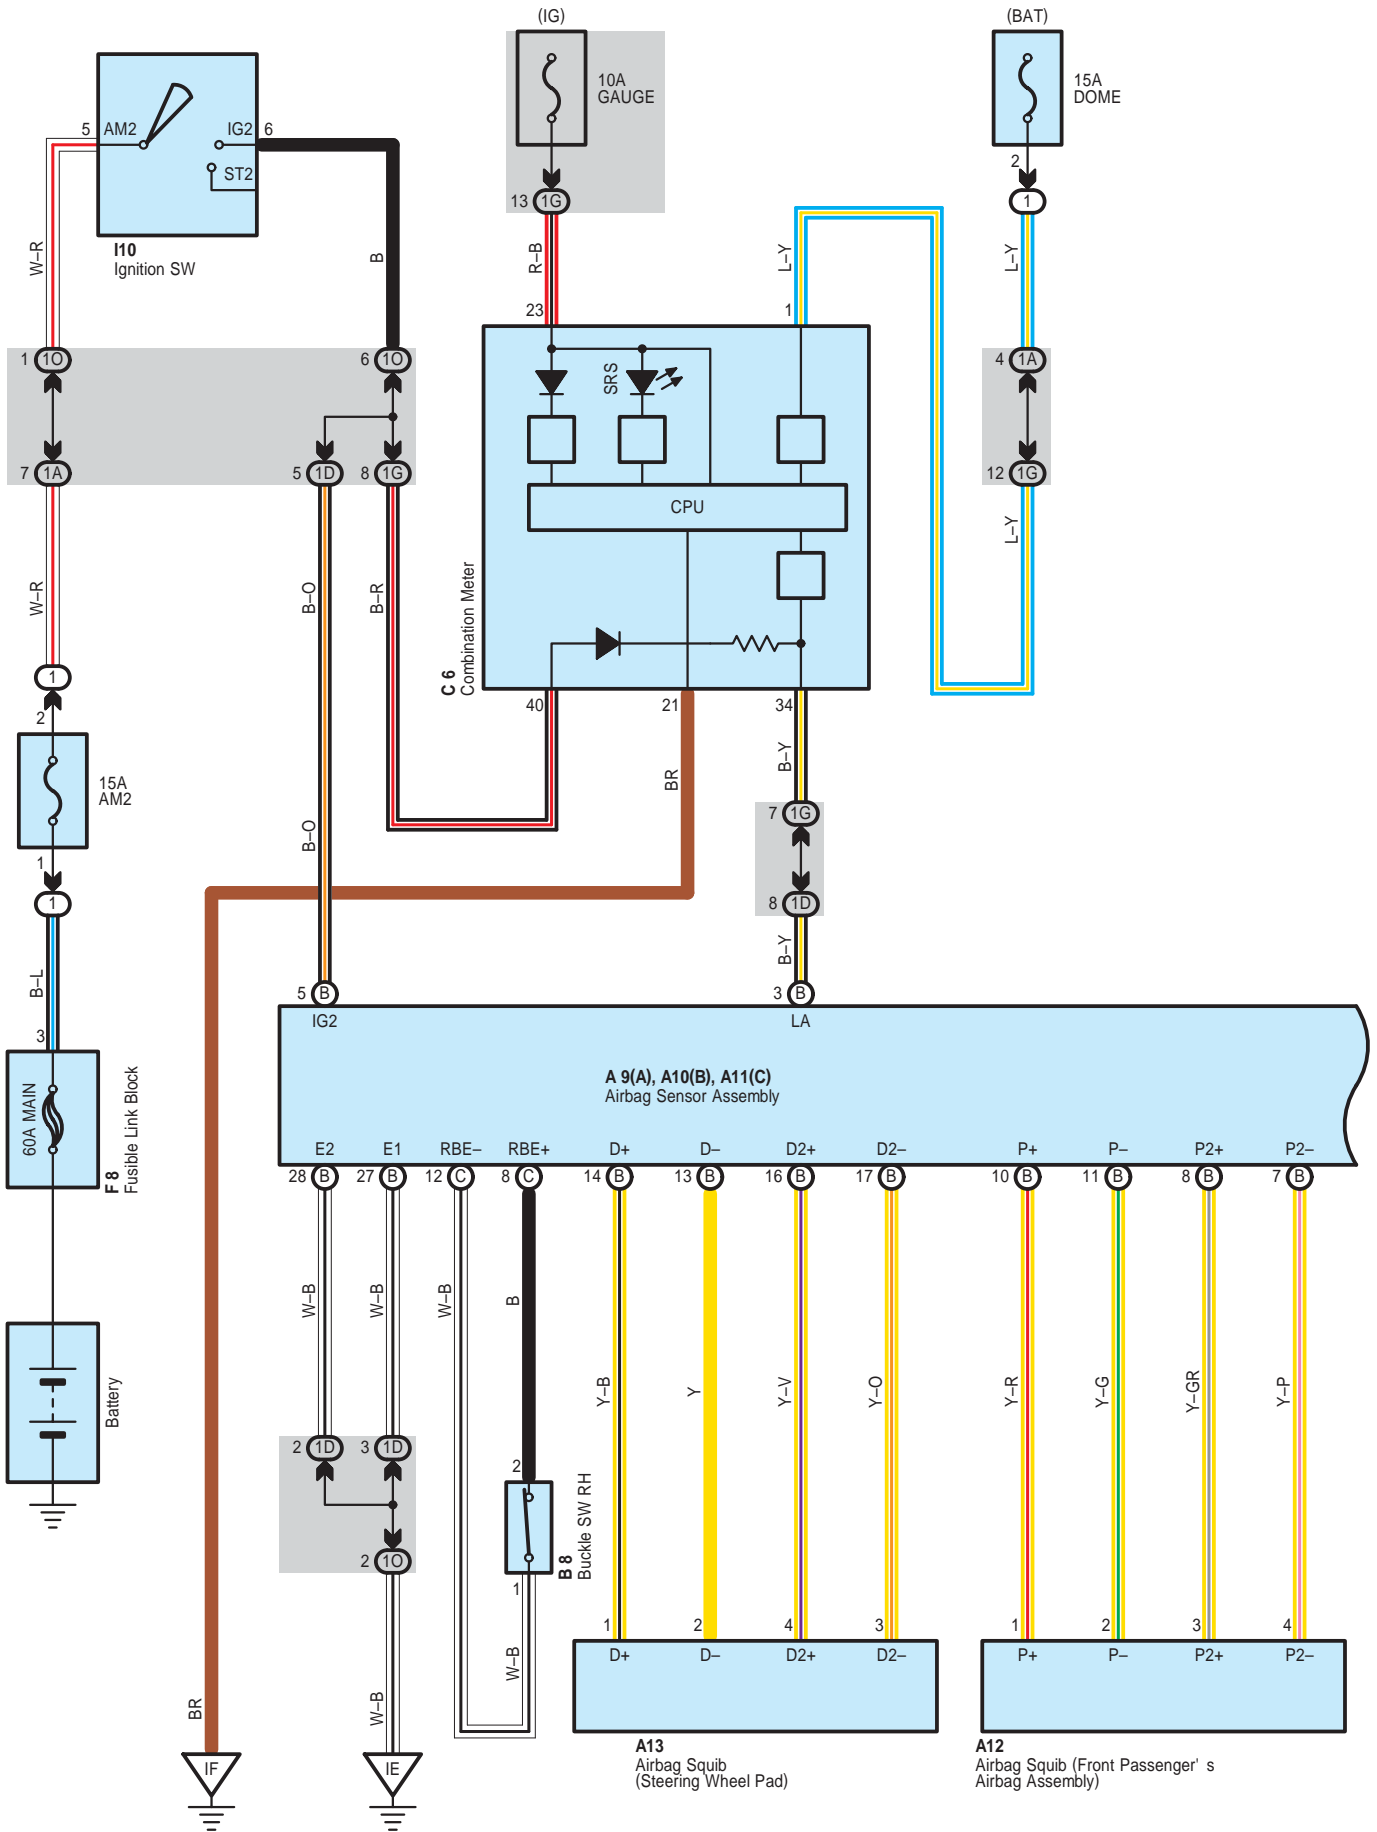 (IG)
(BAT)
10A
GAUGE
15A
DOME
5 AM2
IG2 6
ST2
I10
Ignition SW
W–R
B
13 1G
R–B
23
L–Y
1
2
1
L–Y
1 1O
6 1O
4 1A
7 1A
5 1D
8 1G
12 1G
SRS
CPU
C 6
Combination Meter
W–R
B–O
B–R
L–Y
1
2
15A
AM2
1
1
40
21
34
BR
B–Y
7 1G
8 1D
B–Y
B–O
B–L
3
60A MAIN
F 8
Fusible Link Block
Battery
5 B
IG2
3 B
LA
A 9(A), A10(B), A11(C)
Airbag Sensor Assembly
E2
E1
RBE–
RBE+
D+
D–
D2+
D2–
P+
P–
P2+
P2–
28 B
27 B
12 C
8 C
14 B
13 B
16 B
17 B
10 B
11 B
8 B
7 B
W–B
W–B
W–B
B
Y–B
Y
Y–V
Y–O
Y–R
Y–G
Y–GR
Y–P
2 1D
3 1D
2 1O
2
B 8
Buckle SW RH
1
W–B
W–B
BR
IF
IE
1
2
4
3
D+
D–
D2+
D2–
A13
Airbag Squib
(Steering Wheel Pad)
1
2
3
4
P+
P–
P2+
P2–
A12
Airbag Squib (Front Passenger' s
Airbag Assembly)